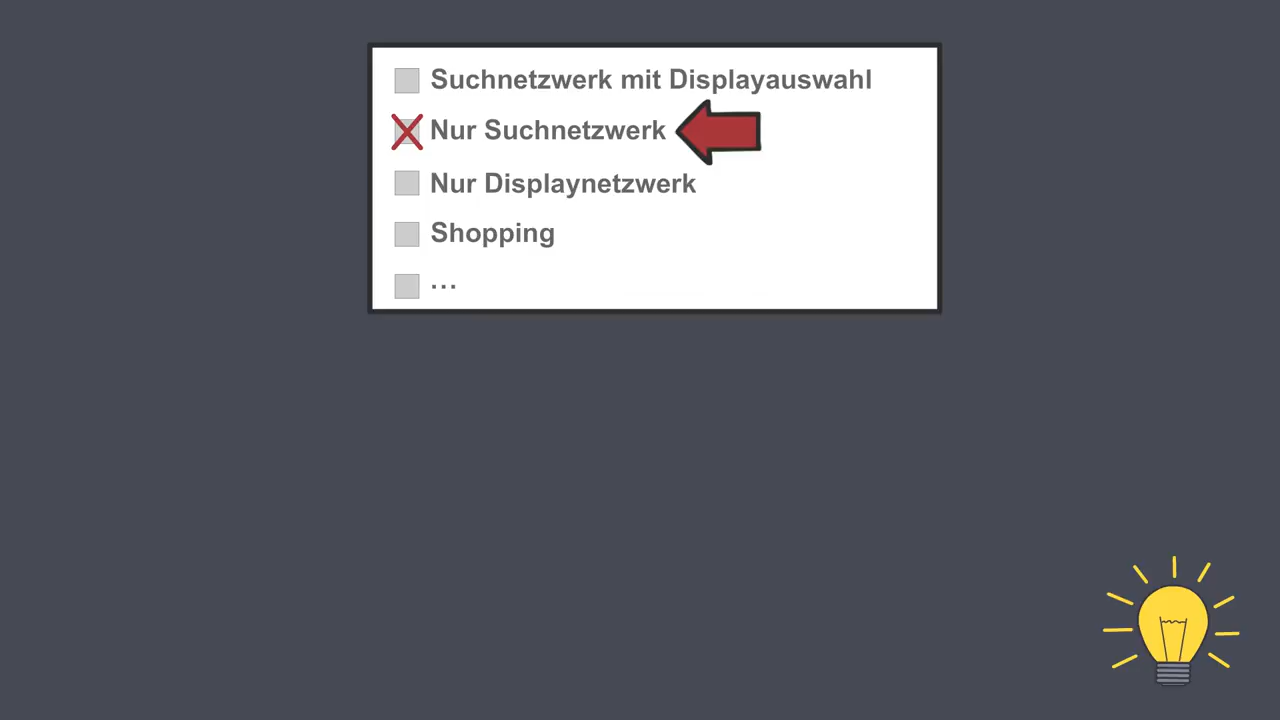 Suchnetzwerk mit Displayauswahl
Nur Suchnetzwerk
Nur Displaynetzwerk
Shopping
...